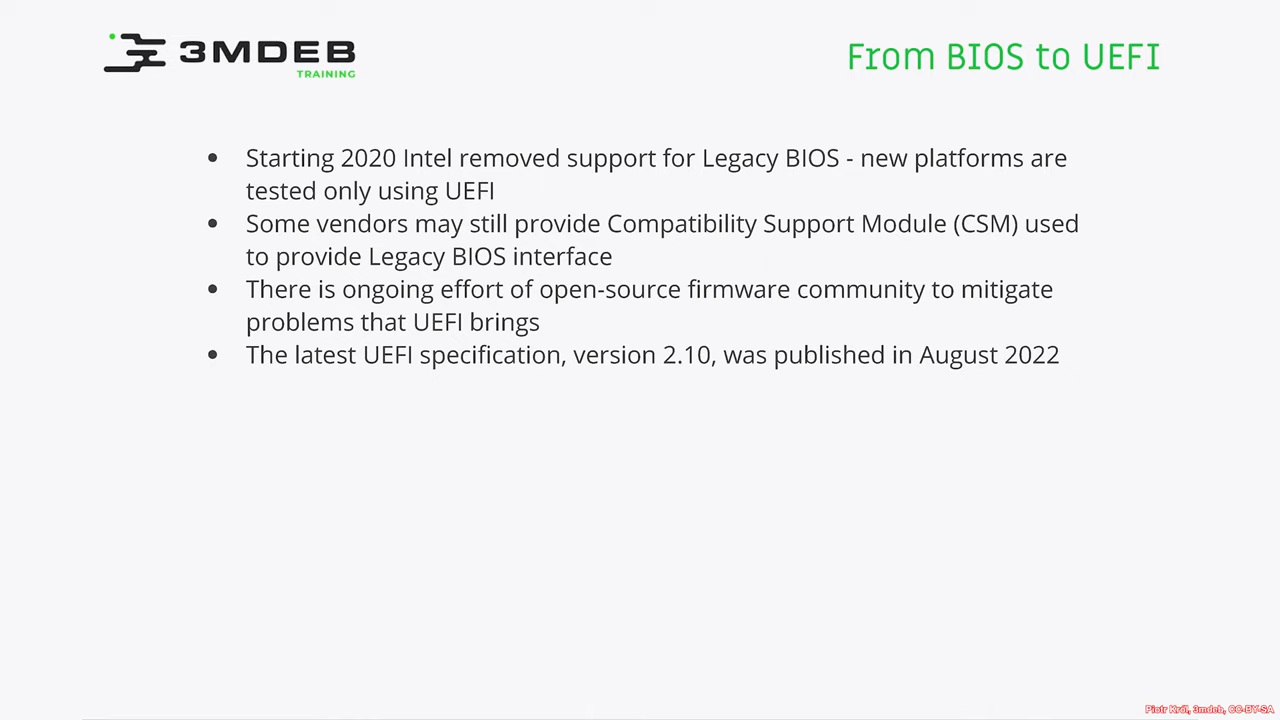 3MDEB
TRAINING
From BIOS to UEFI
• Starting 2020 Intel removed support for Legacy BIOS - new platforms are
tested only using UEFI
• Some vendors may still provide Compatibility Support Module (CSM) used
to provide Legacy BIOS interface
• There is ongoing effort of open-source firmware community to mitigate
problems that UEFI brings
• The latest UEFI specification, version 2.10, was published in August 2022
Piotr Król, 3mdeb, CC-BY-SA